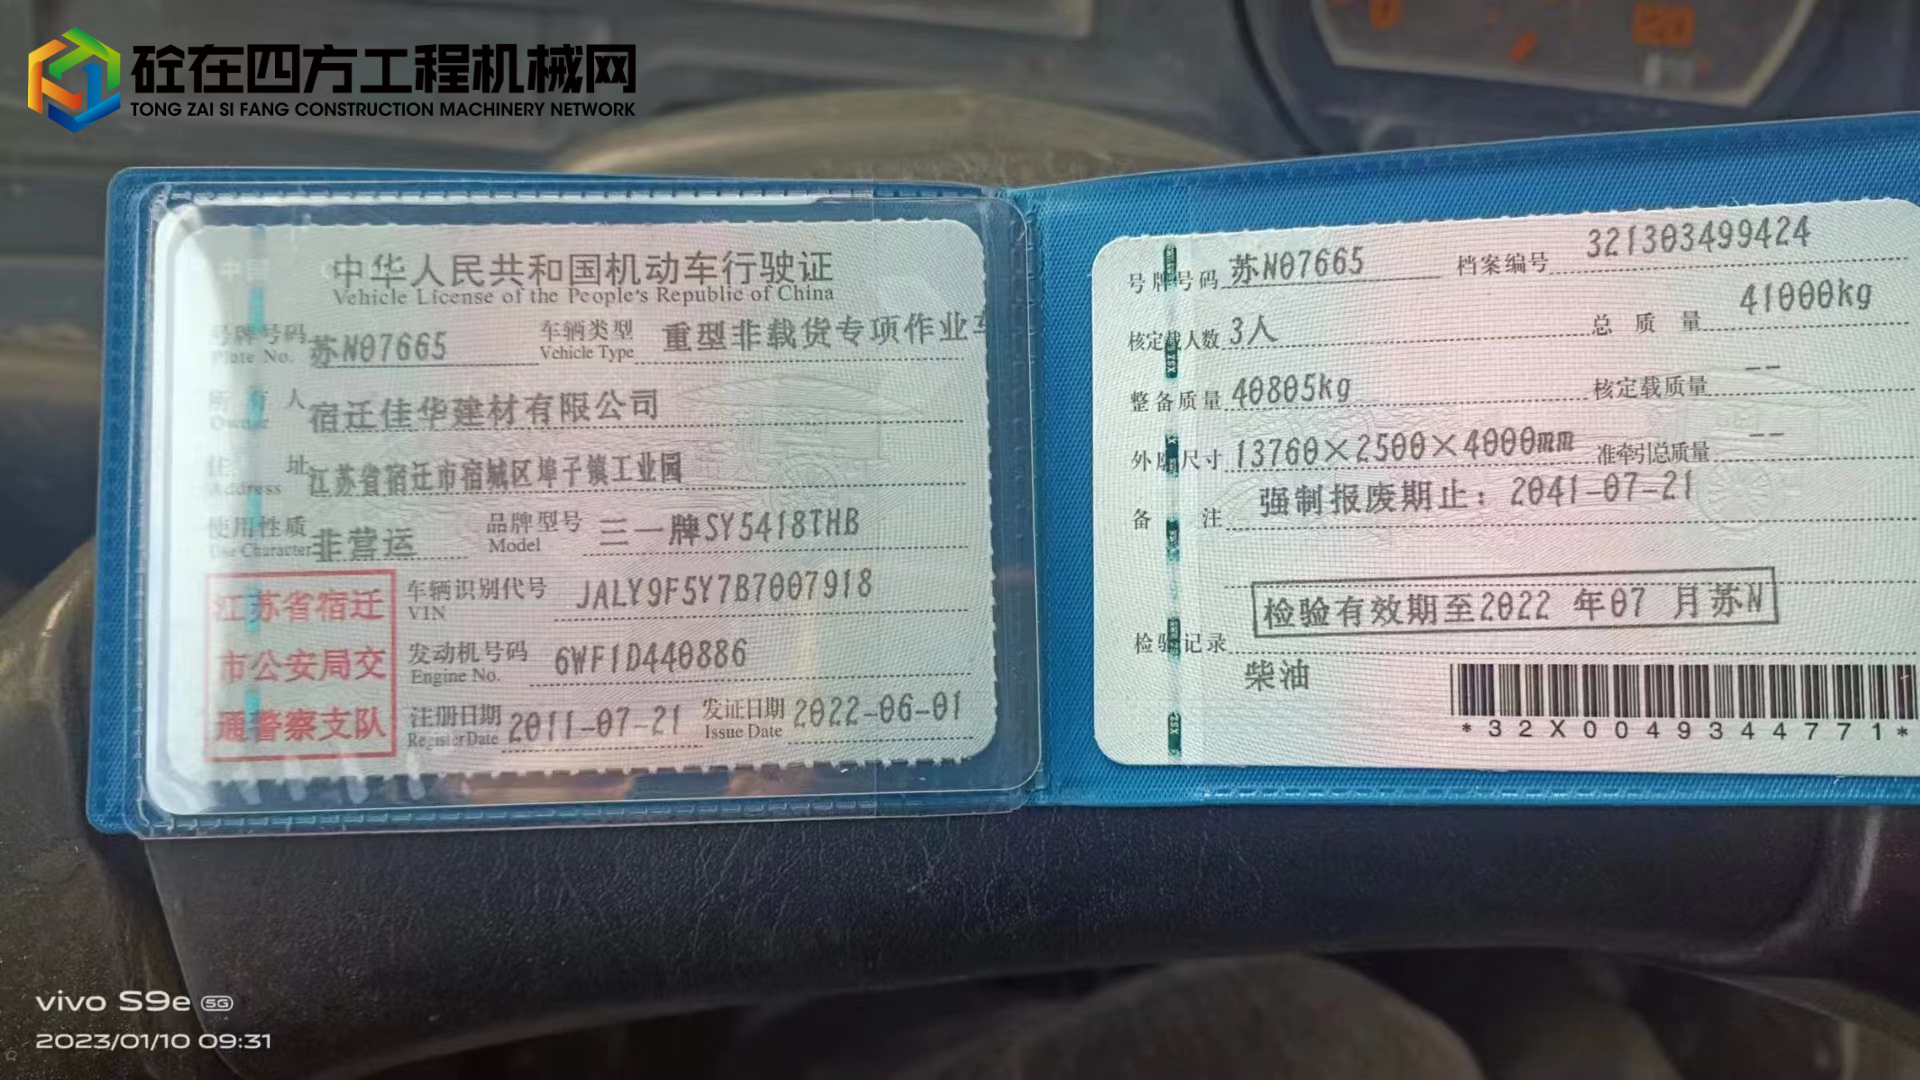 砼在四方工程机械网
TONG ZAI SI FANG CONSTRUCTION MACHINERY NETWORK
中华人民共和国机动车行驶证
Vehicle License of the People's Republic of China
号牌号码 苏N07665 车辆类型 重型非载货专项作业车
Plate No. Vehicle Type
所有人 宿迁佳华建材有限公司
Owner
住址 江苏省宿迁市宿城区埠子镇工业园
Address
使用性质 非营运 品牌型号 三一牌SY5418THB
Use Character Model
江苏省宿迁
市公安局交
通警察支队
车辆识别代号 JALY9F5Y7B7007918
VIN
发动机号码 6WF1D440886
Engine No.
注册日期 2011-07-21 发证日期 2022-06-01
Register Date Issue Date
号牌号码 苏N07665 档案编号 321303499424
核定载人数 3人 总质量 41000kg
整备质量 40805kg 核定载质量 --
外廓尺寸 13760×2500×4000mm 准牵引总质量 --
备注 强制报废期止：2041-07-21
检验有效期至2022 年07 月苏N
检验记录
柴油
*32X0049344771*
vivo S9e 5G
2023/01/10 09:31